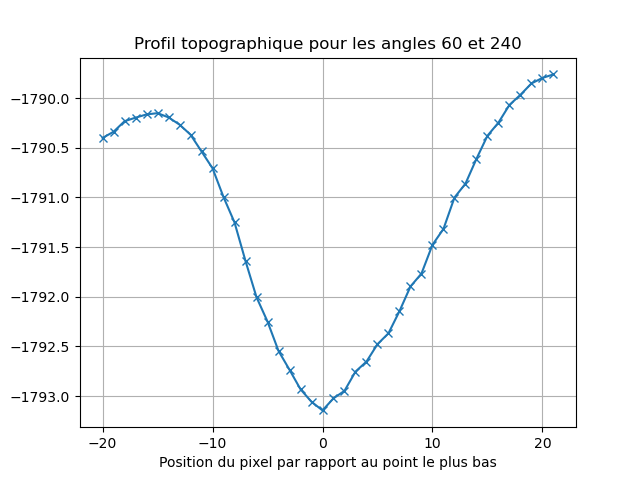 Profil topographique pour les angles 60 et 240
−1790.0
−1790.5
−1791.0
−1791.5
−1792.0
−1792.5
−1793.0
−20 −10 0 10 20
Position du pixel par rapport au point le plus bas